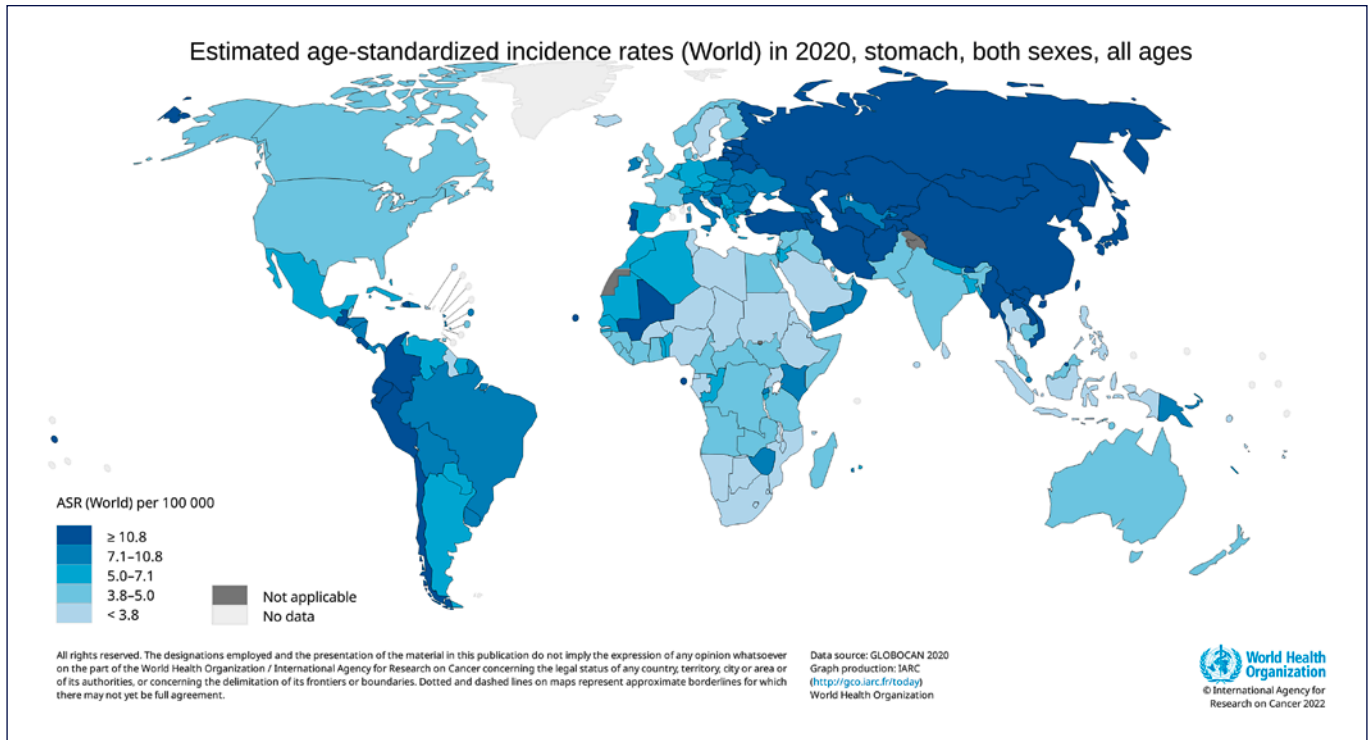 Estimated age-standardized incidence rates (World) in 2020, stomach, both sexes, all ages
ASR (World) per 100 000
≥ 10.8
7.1–10.8
5.0–7.1
3.8–5.0
< 3.8
Not applicable
No data
All rights reserved. The designations employed and the presentation of the material in this publication do not imply the expression of any opinion whatsoever
on the part of the World Health Organization / International Agency for Research on Cancer concerning the legal status of any country, territory, city or area or
of its authorities, or concerning the delimitation of its frontiers or boundaries. Dotted and dashed lines on maps represent approximate borderlines for which
there may not yet be full agreement.
Data source: GLOBOCAN 2020
Graph production: IARC
(http://gco.iarc.fr/today)
World Health Organization
World Health
Organization
© International Agency for
Research on Cancer 2022